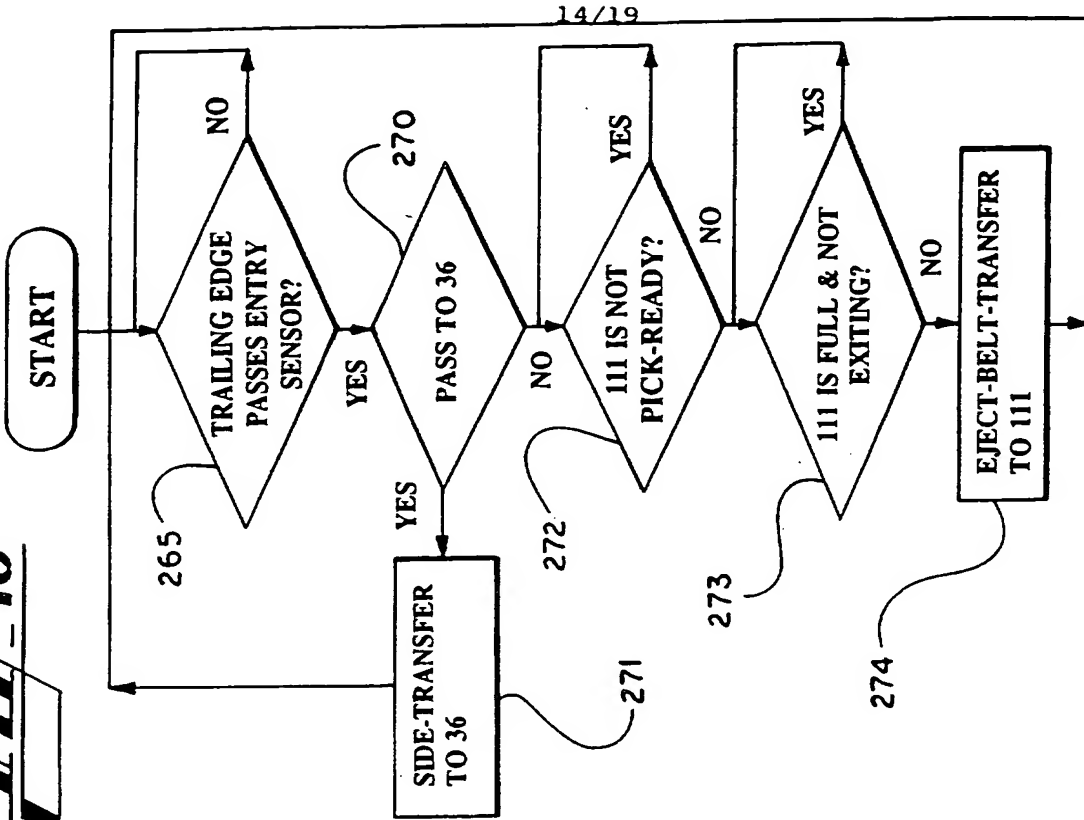 14/19
START
TRAILING EDGE
PASSES ENTRY
SENSOR?
NO
265
YES
270
PASS TO 36
YES
SIDE-TRANSFER
TO 36
271
NO
111 IS NOT
PICK-READY?
YES
272
NO
111 IS FULL & NOT
EXITING?
YES
273
NO
EJECT-BELT-TRANSFER
TO 111
274